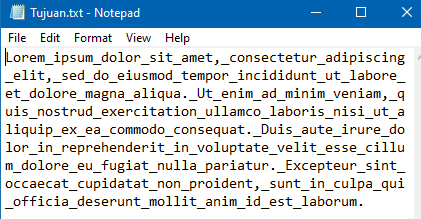 Tujuan.txt - Notepad
File Edit Format View Help
Lorem_ipsum_dolor_sit_amet,_consectetur_adipiscing
_elit,_sed_do_eiusmod_tempor_incididunt_ut_labore_
et_dolore_magna_aliqua._Ut_enim_ad_minim_veniam,_q
uis_nostrud_exercitation_ullamco_laboris_nisi_ut_a
liquip_ex_ea_commodo_consequat._Duis_aute_irure_do
lor_in_reprehenderit_in_voluptate_velit_esse_cillu
m_dolore_eu_fugiat_nulla_pariatur._Excepteur_sint_
occaecat_cupidatat_non_proident,_sunt_in_culpa_qui
_officia_deserunt_mollit_anim_id_est_laborum.